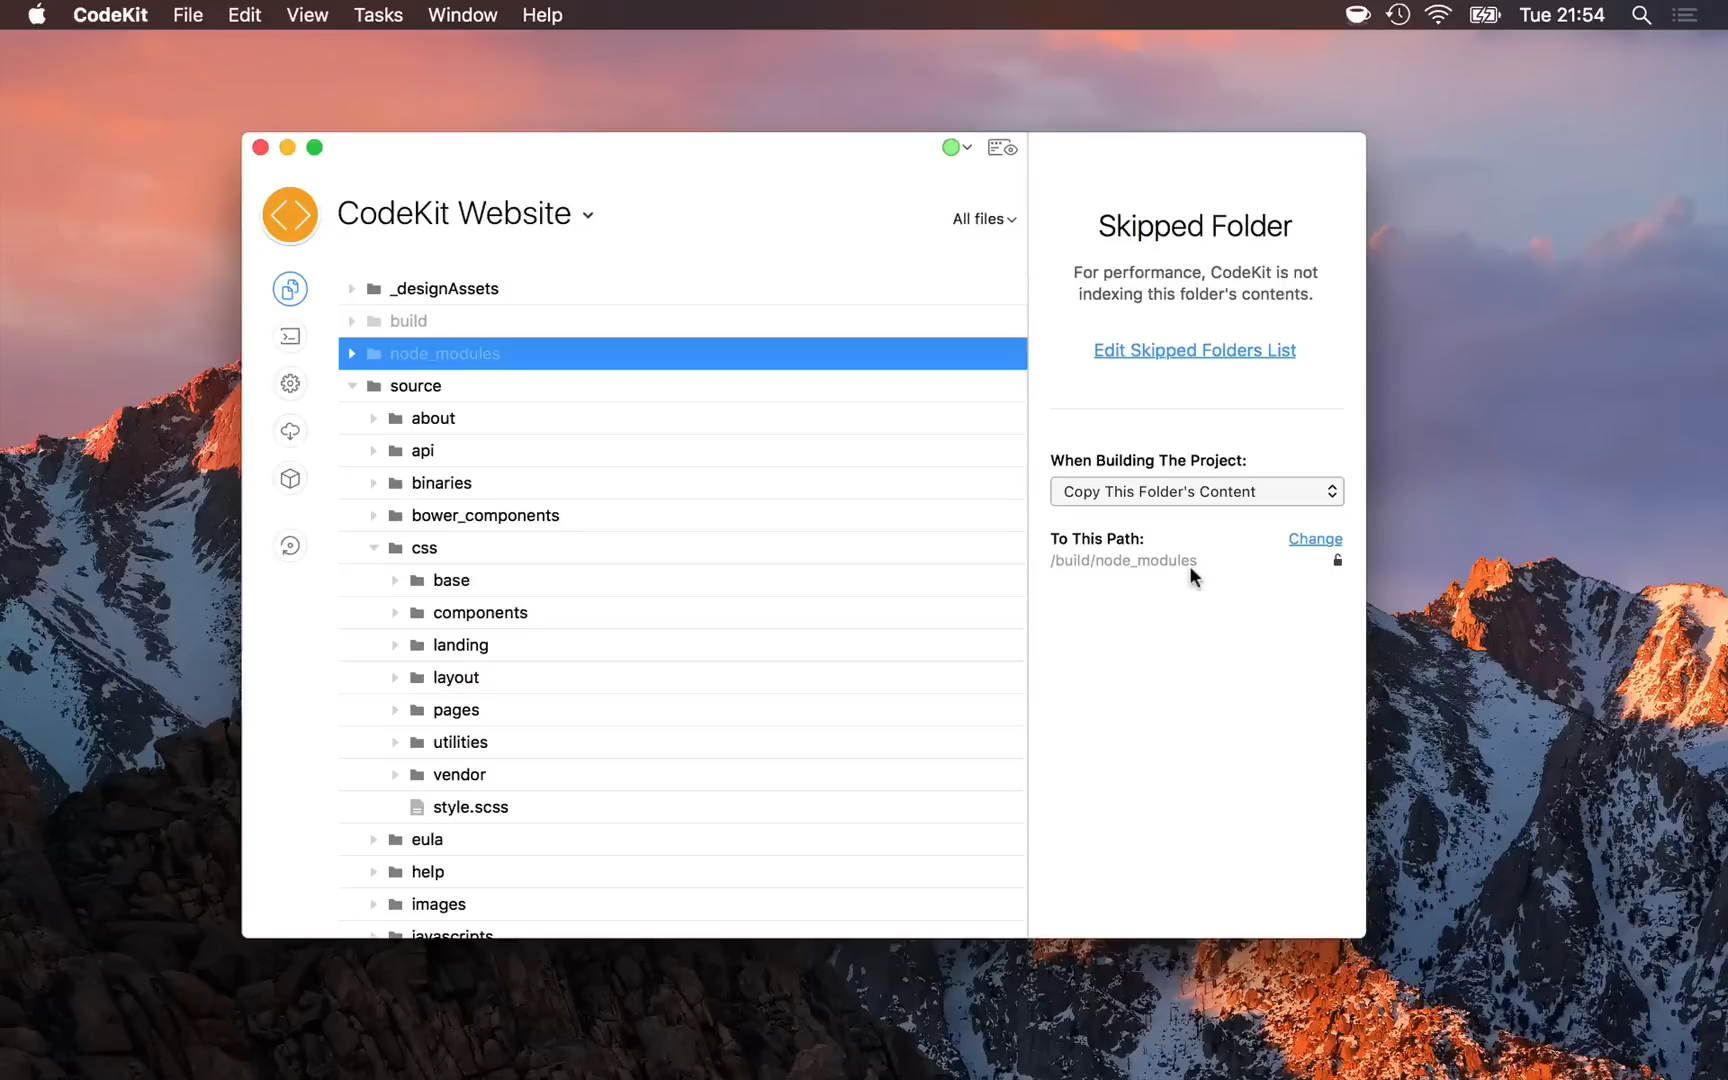 CodeKit File Edit View Tasks Window Help Tue 21:54
CodeKit Website
All files
_designAssets
build
node_modules
source
about
api
binaries
bower_components
css
base
components
landing
layout
pages
utilities
vendor
style.scss
eula
help
images
javascripts
Skipped Folder
For performance, CodeKit is not
indexing this folder's contents.
Edit Skipped Folders List
When Building The Project:
Copy This Folder's Content
To This Path: Change
/build/node_modules